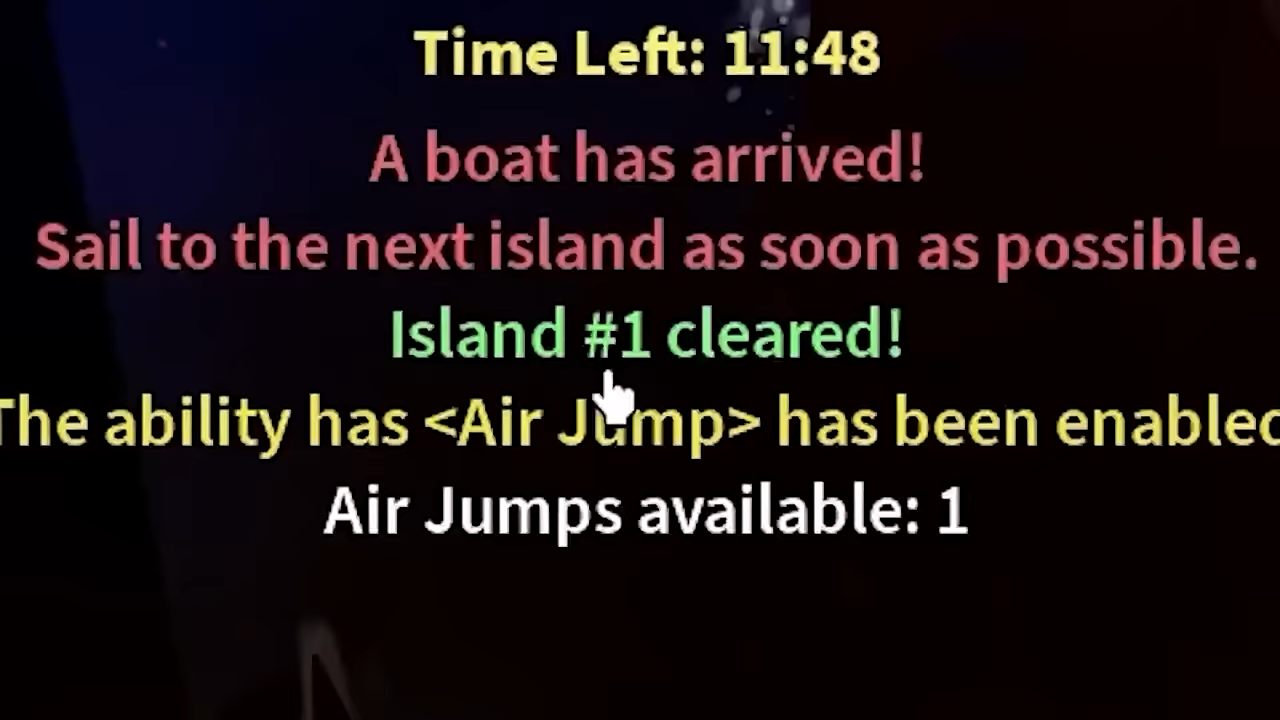 Time Left: 11:48
A boat has arrived!
Sail to the next island as soon as possible.
Island #1 cleared!
The ability has <Air Jump> has been enabled
Air Jumps available: 1